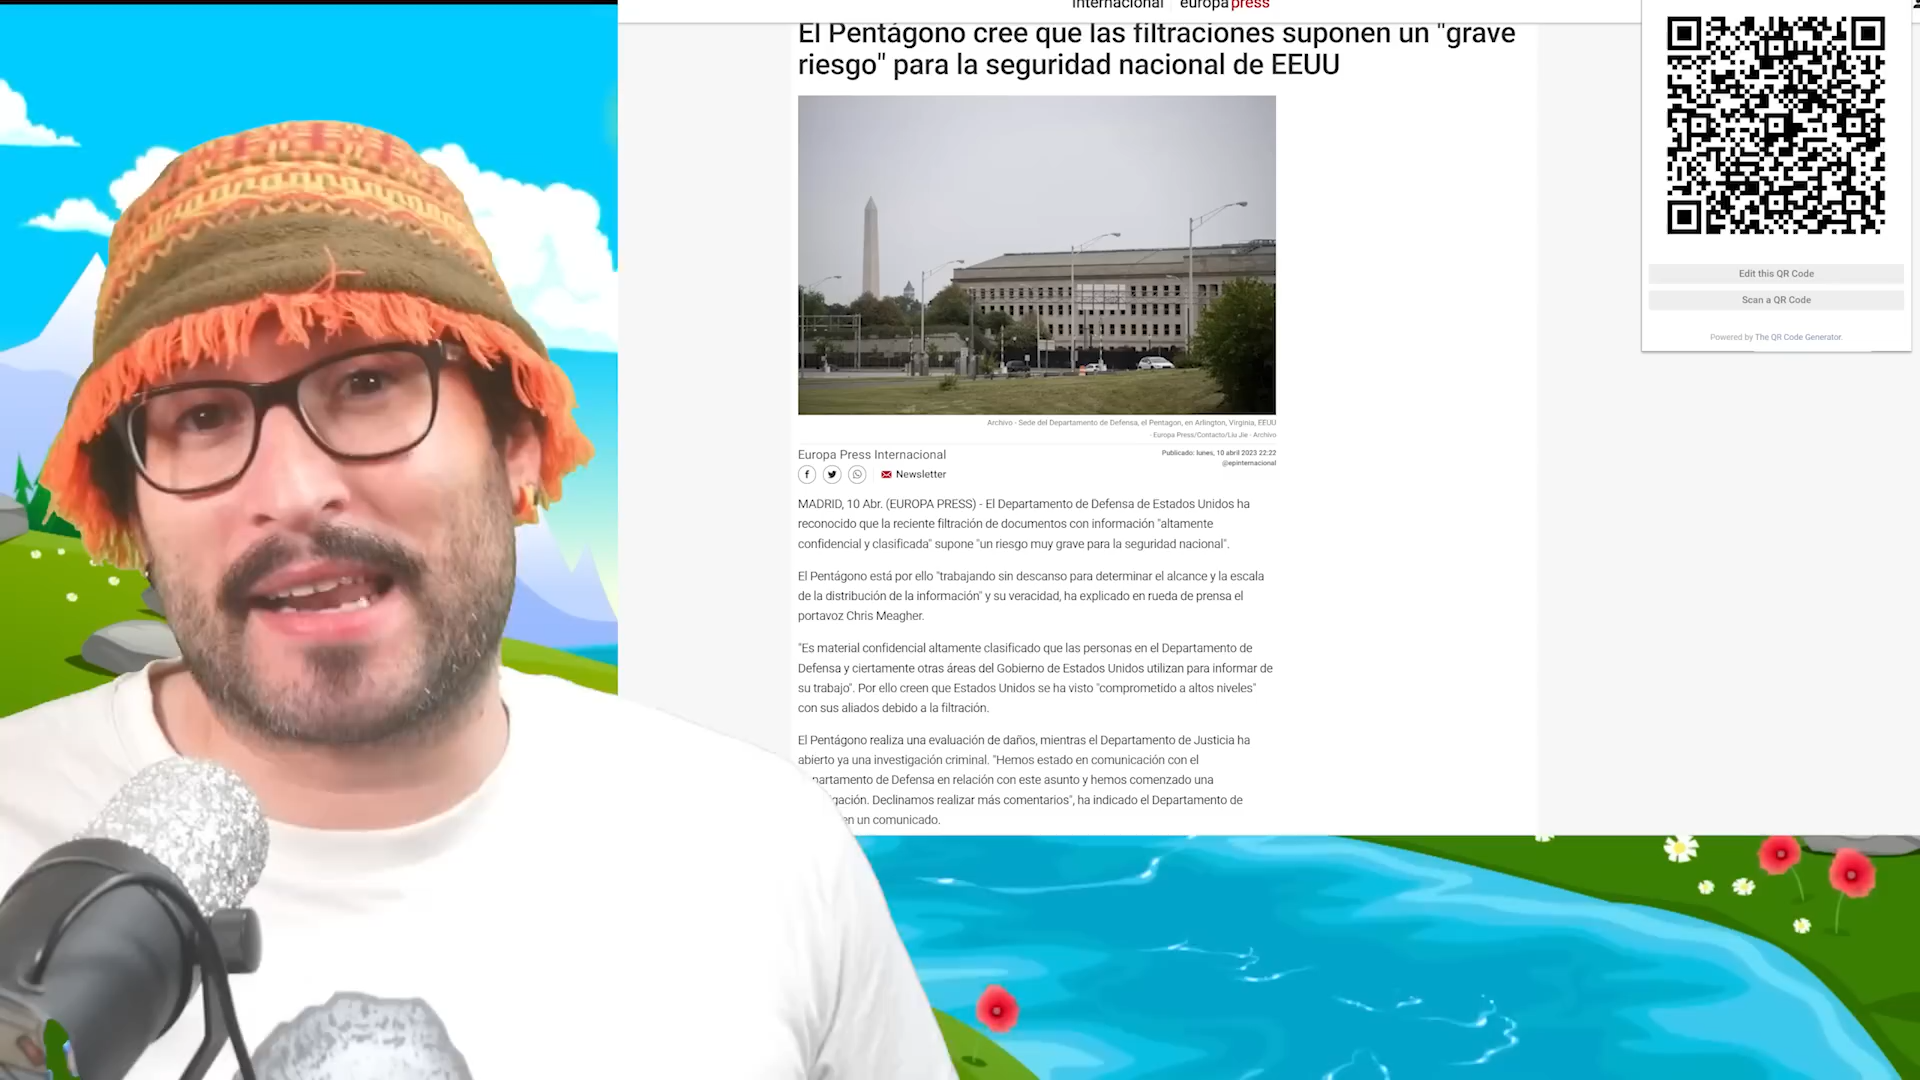 Internacional europapress
El Pentágono cree que las filtraciones suponen un "grave
riesgo" para la seguridad nacional de EEUU
Archivo - Sede del Departamento de Defensa, el Pentagon, en Arlington, Virginia, EEUU
- Europa Press/Contacto/Liu Jie - Archivo
Europa Press Internacional
Publicado: lunes, 10 abril 2023 22:22
@epinternacional
Newsletter
MADRID, 10 Abr. (EUROPA PRESS) - El Departamento de Defensa de Estados Unidos ha
reconocido que la reciente filtración de documentos con información "altamente
confidencial y clasificada" supone "un riesgo muy grave para la seguridad nacional".
El Pentágono está por ello "trabajando sin descanso para determinar el alcance y la escala
de la distribución de la información" y su veracidad, ha explicado en rueda de prensa el
portavoz Chris Meagher.
"Es material confidencial altamente clasificado que las personas en el Departamento de
Defensa y ciertamente otras áreas del Gobierno de Estados Unidos utilizan para informar de
su trabajo". Por ello creen que Estados Unidos se ha visto "comprometido a altos niveles"
con sus aliados debido a la filtración.
El Pentágono realiza una evaluación de daños, mientras el Departamento de Justicia ha
abierto ya una investigación criminal. "Hemos estado en comunicación con el
partamento de Defensa en relación con este asunto y hemos comenzado una
gación. Declinamos realizar más comentarios", ha indicado el Departamento de
en un comunicado.
Edit this QR Code
Scan a QR Code
Powered by The QR Code Generator.